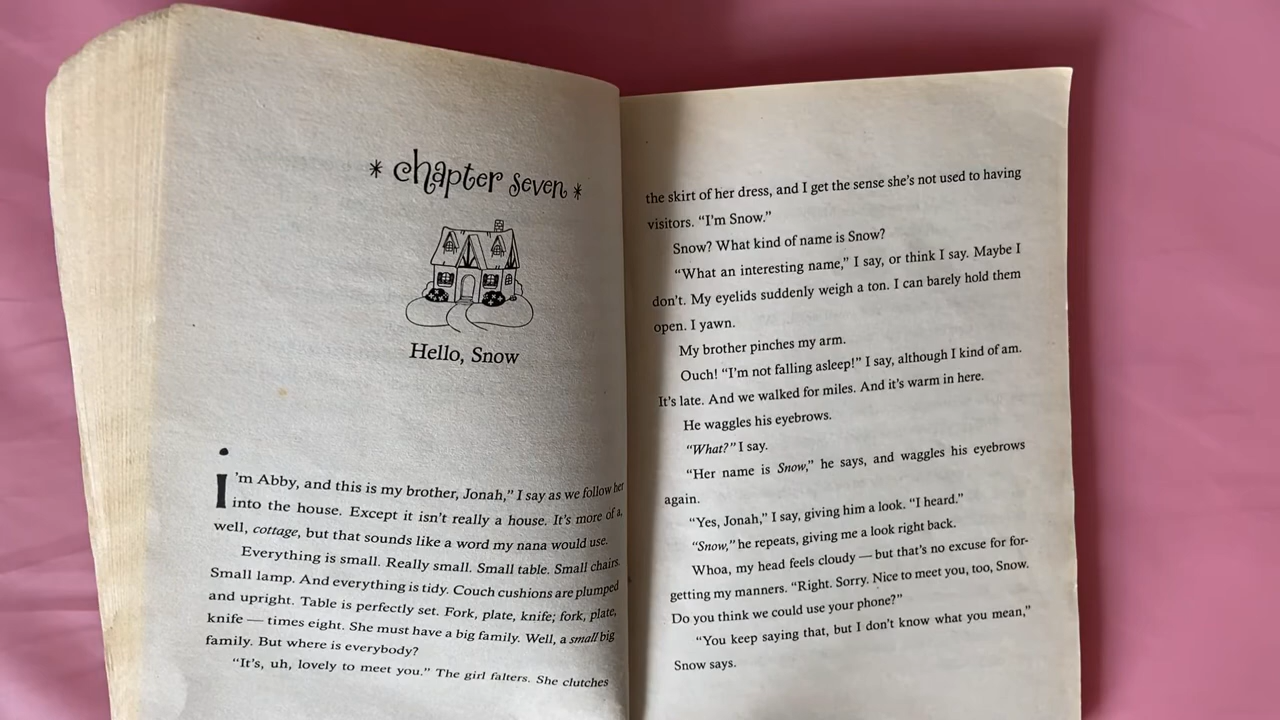 * chapter seven *
Hello, Snow
I'm Abby, and this is my brother, Jonah,” I say as we follow her
into the house. Except it isn't really a house. It's more of a,
well, cottage, but that sounds like a word my nana would use.
Everything is small. Really small. Small table. Small chairs.
Small lamp. And everything is tidy. Couch cushions are plumped
and upright. Table is perfectly set. Fork, plate, knife; fork, plate,
knife — times eight. She must have a big family. Well, a small big
family. But where is everybody?
“It's, uh, lovely to meet you.” The girl falters. She clutches
the skirt of her dress, and I get the sense she's not used to having
visitors. “I'm Snow.”
Snow? What kind of name is Snow?
“What an interesting name,” I say, or think I say. Maybe I
don't. My eyelids suddenly weigh a ton. I can barely hold them
open. I yawn.
My brother pinches my arm.
Ouch! “I'm not falling asleep!” I say, although I kind of am.
It's late. And we walked for miles. And it's warm in here.
He waggles his eyebrows.
“What?” I say.
“Her name is Snow,” he says, and waggles his eyebrows
again.
“Yes, Jonah,” I say, giving him a look. “I heard.”
“Snow,” he repeats, giving me a look right back.
Whoa, my head feels cloudy — but that's no excuse for for-
getting my manners. “Right. Sorry. Nice to meet you, too, Snow.
Do you think we could use your phone?”
“You keep saying that, but I don't know what you mean,”
Snow says.